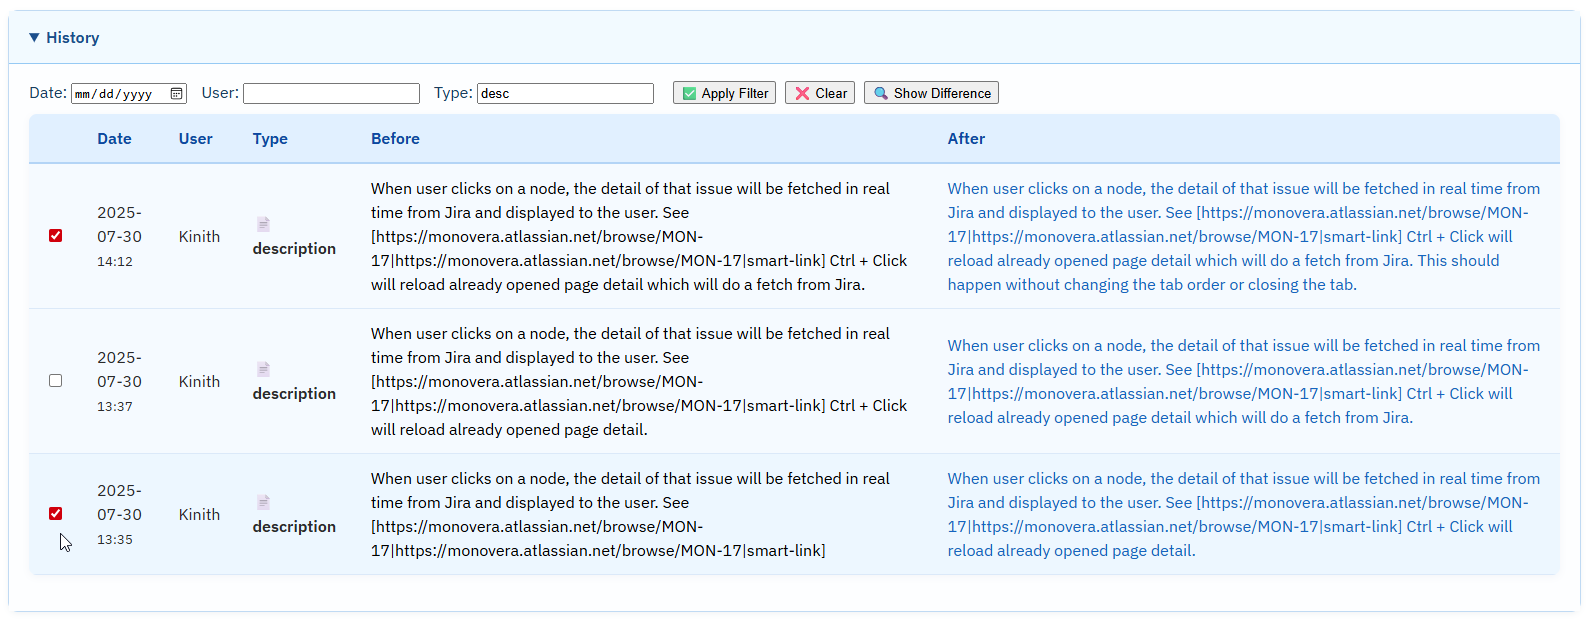 ▼ History
Date: mm/dd/yyyy User: Type: desc Apply Filter Clear Show Difference
Date User Type Before After
2025-
07-30
14:12
Kinith
description
When user clicks on a node, the detail of that issue will be fetched in real
time from Jira and displayed to the user. See
[https://monovera.atlassian.net/browse/MON-
17|https://monovera.atlassian.net/browse/MON-17|smart-link] Ctrl + Click
will reload already opened page detail which will do a fetch from Jira.
When user clicks on a node, the detail of that issue will be fetched in real time from
Jira and displayed to the user. See [https://monovera.atlassian.net/browse/MON-
17|https://monovera.atlassian.net/browse/MON-17|smart-link] Ctrl + Click will
reload already opened page detail which will do a fetch from Jira. This should
happen without changing the tab order or closing the tab.
2025-
07-30
13:37
Kinith
description
When user clicks on a node, the detail of that issue will be fetched in real
time from Jira and displayed to the user. See
[https://monovera.atlassian.net/browse/MON-
17|https://monovera.atlassian.net/browse/MON-17|smart-link] Ctrl + Click
will reload already opened page detail.
When user clicks on a node, the detail of that issue will be fetched in real time from
Jira and displayed to the user. See [https://monovera.atlassian.net/browse/MON-
17|https://monovera.atlassian.net/browse/MON-17|smart-link] Ctrl + Click will
reload already opened page detail which will do a fetch from Jira.
2025-
07-30
13:35
Kinith
description
When user clicks on a node, the detail of that issue will be fetched in real
time from Jira and displayed to the user. See
[https://monovera.atlassian.net/browse/MON-
17|https://monovera.atlassian.net/browse/MON-17|smart-link]
When user clicks on a node, the detail of that issue will be fetched in real time from
Jira and displayed to the user. See [https://monovera.atlassian.net/browse/MON-
17|https://monovera.atlassian.net/browse/MON-17|smart-link] Ctrl + Click will
reload already opened page detail.